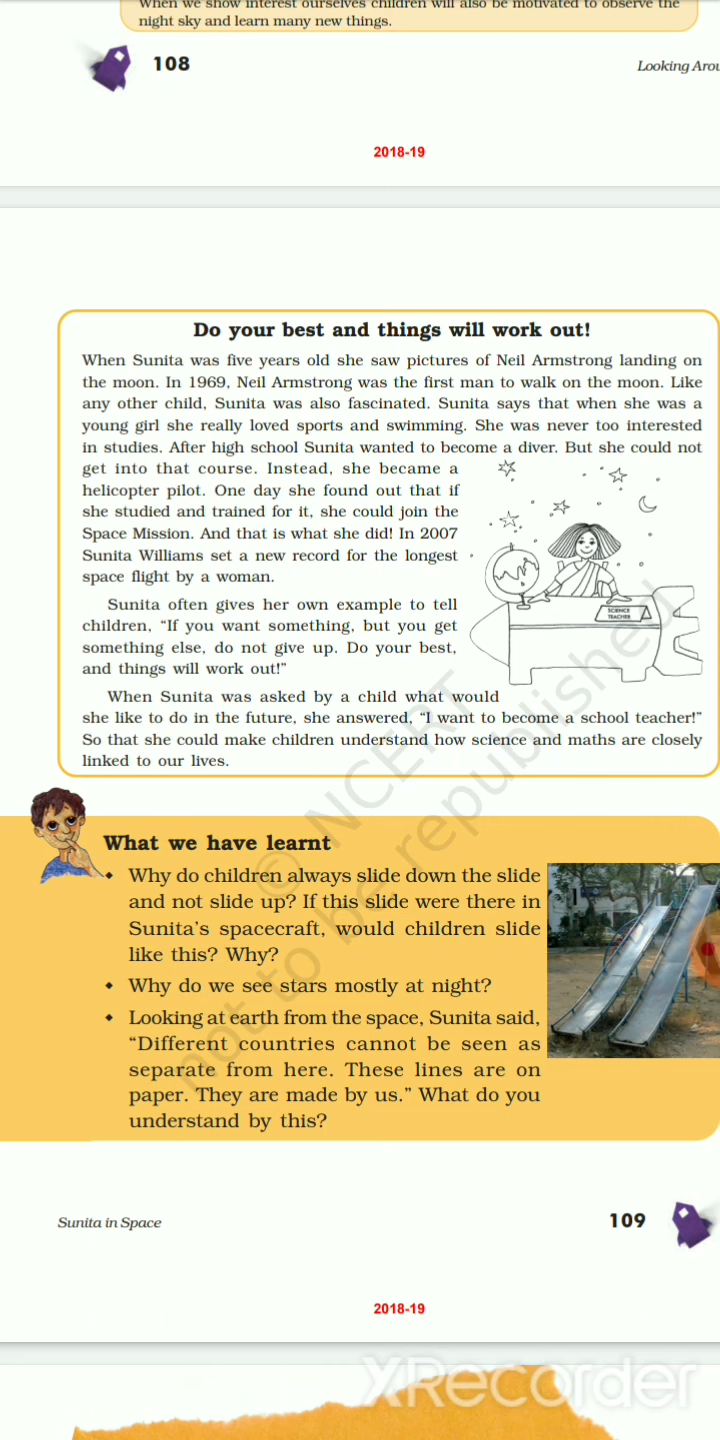 When we show interest ourselves children will also be motivated to observe the
night sky and learn many new things.
108
Looking Arou
2018-19
Do your best and things will work out!
When Sunita was five years old she saw pictures of Neil Armstrong landing on
the moon. In 1969, Neil Armstrong was the first man to walk on the moon. Like
any other child, Sunita was also fascinated. Sunita says that when she was a
young girl she really loved sports and swimming. She was never too interested
in studies. After high school Sunita wanted to become a diver. But she could not
get into that course. Instead, she became a
helicopter pilot. One day she found out that if
she studied and trained for it, she could join the
Space Mission. And that is what she did! In 2007
Sunita Williams set a new record for the longest
space flight by a woman.
SCIENCE
TEACHER
Sunita often gives her own example to tell
children, “If you want something, but you get
something else, do not give up. Do your best,
and things will work out!”
When Sunita was asked by a child what would
she like to do in the future, she answered, “I want to become a school teacher!”
So that she could make children understand how science and maths are closely
linked to our lives.
© NCERT
not to be republished
What we have learnt
• Why do children always slide down the slide
and not slide up? If this slide were there in
Sunita’s spacecraft, would children slide
like this? Why?
• Why do we see stars mostly at night?
• Looking at earth from the space, Sunita said,
“Different countries cannot be seen as
separate from here. These lines are on
paper. They are made by us.” What do you
understand by this?
Sunita in Space
109
2018-19
XRecorder